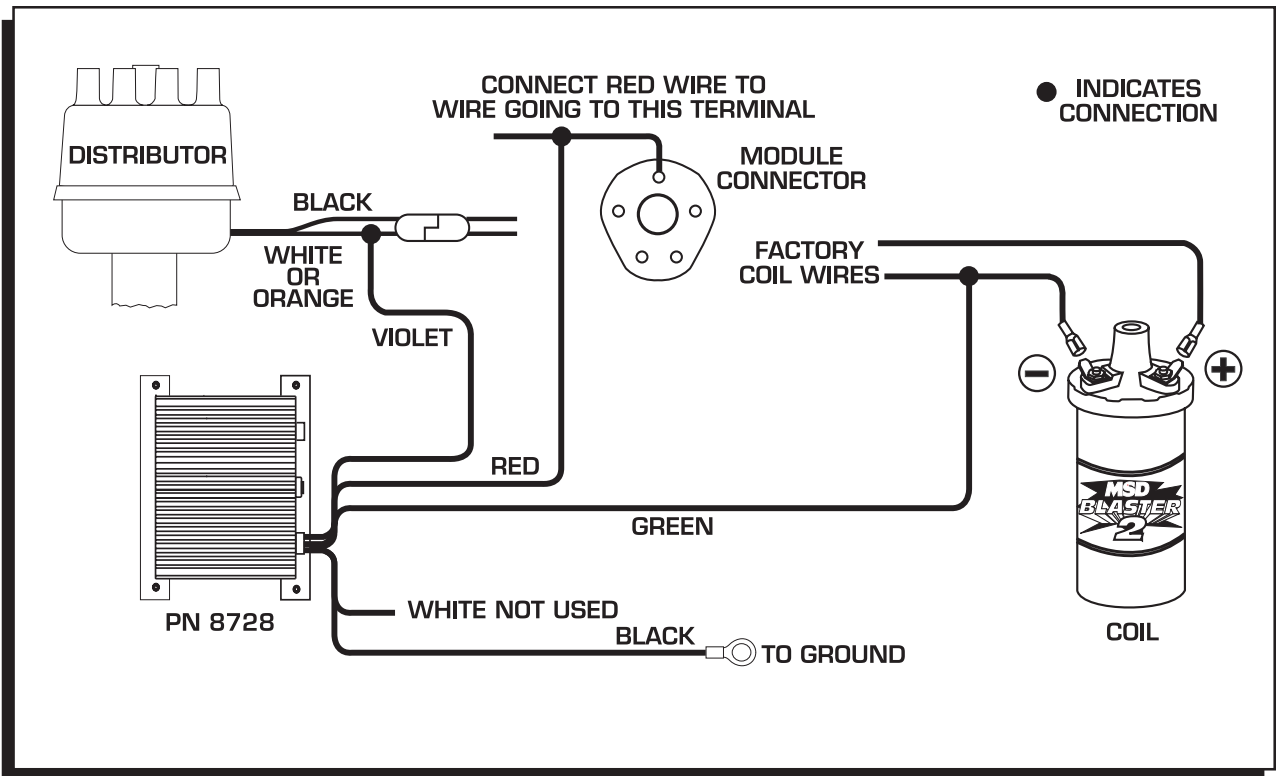 CONNECT RED WIRE TO
WIRE GOING TO THIS TERMINAL
INDICATES
CONNECTION
DISTRIBUTOR
MODULE
CONNECTOR
BLACK
WHITE
OR
ORANGE
FACTORY
COIL WIRES
VIOLET
−
+
RED
GREEN
MSD
BLASTER
2
PN 8728
WHITE NOT USED
BLACK
TO GROUND
COIL